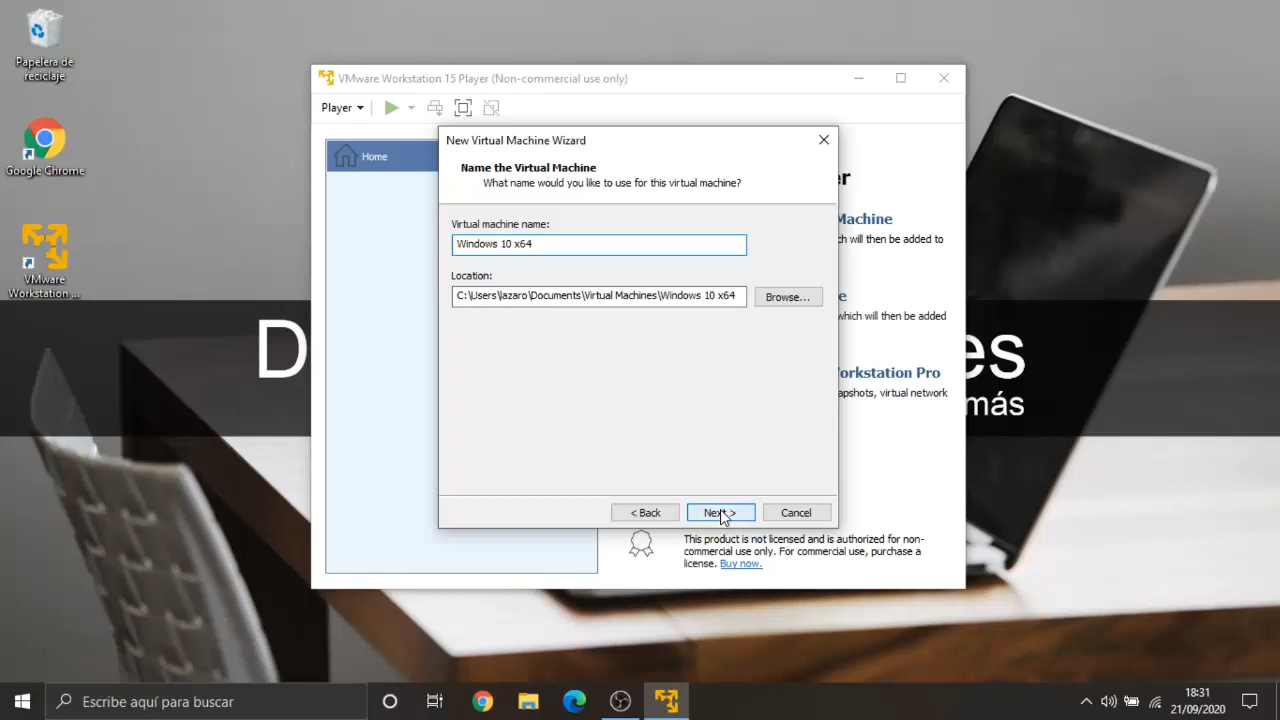 Papelera de
reciclaje
Google Chrome
VMware
Workstation ...
VMware Workstation 15 Player (Non-commercial use only)
Player
Home
New Virtual Machine Wizard
Name the Virtual Machine
What name would you like to use for this virtual machine?
Virtual machine name:
Windows 10 x64
Location:
C:\Users\lazaro\Documents\Virtual Machines\Windows 10 x64
Browse...
< Back
Next >
Cancel
er
Machine
ch will then be added to
e
which will then be added
orkstation Pro
apshots, virtual network
This product is not licensed and is authorized for non-
commercial use only. For commercial use, purchase a
license. Buy now.
D
es
más
Escribe aquí para buscar
18:31
21/09/2020